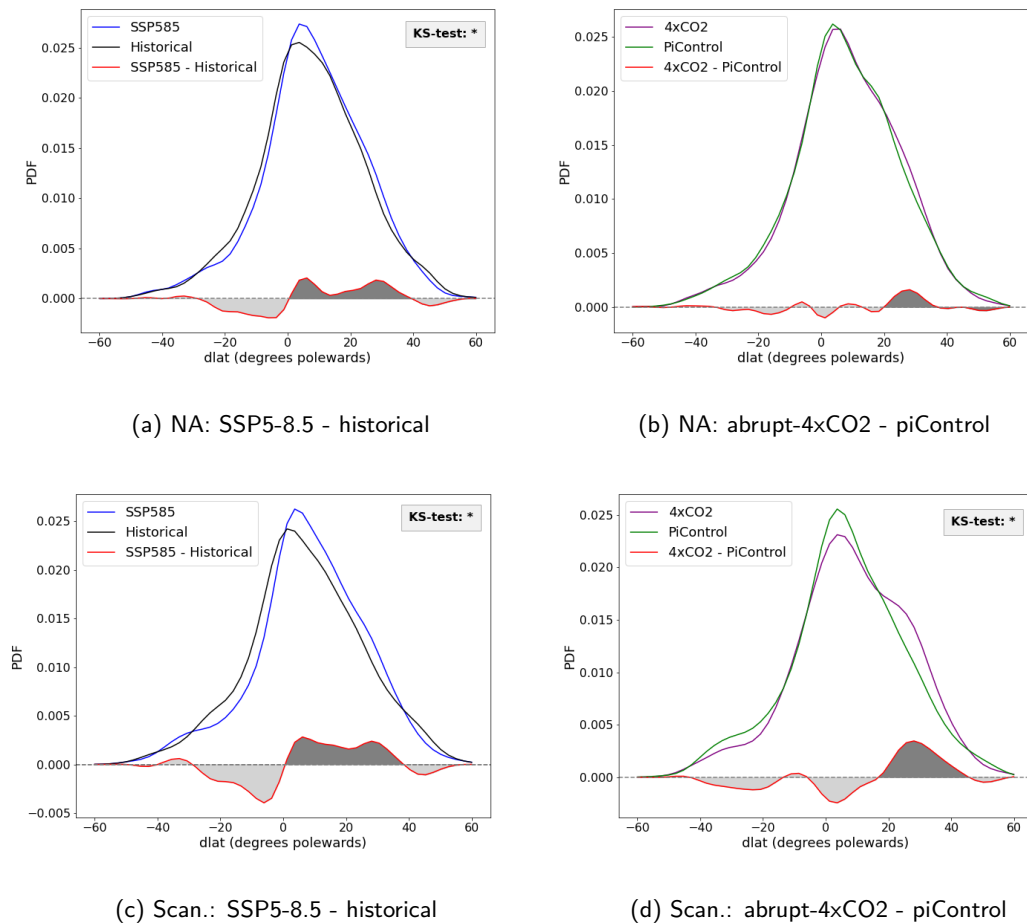 SSP585
Historical
SSP585 - Historical
KS-test: *
0.025
0.020
0.015
0.010
0.005
0.000
PDF
−60
−40
−20
0
20
40
60
dlat (degrees polewards)
(a) NA: SSP5-8.5 - historical
4xCO2
PiControl
4xCO2 - PiControl
0.025
0.020
0.015
0.010
0.005
0.000
PDF
−60
−40
−20
0
20
40
60
dlat (degrees polewards)
(b) NA: abrupt-4xCO2 - piControl
SSP585
Historical
SSP585 - Historical
KS-test: *
0.025
0.020
0.015
0.010
0.005
0.000
−0.005
PDF
−60
−40
−20
0
20
40
60
dlat (degrees polewards)
(c) Scan.: SSP5-8.5 - historical
4xCO2
PiControl
4xCO2 - PiControl
KS-test: *
0.025
0.020
0.015
0.010
0.005
0.000
PDF
−60
−40
−20
0
20
40
60
dlat (degrees polewards)
(d) Scan.: abrupt-4xCO2 - piControl